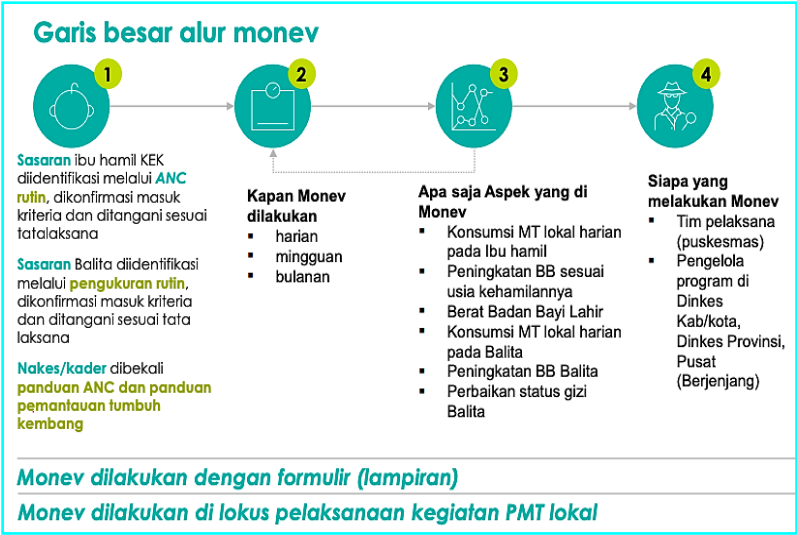 Garis besar alur monev
1
2
3
4
Sasaran ibu hamil KEK
diidentifikasi melalui ANC
rutin, dikonfirmasi masuk
kriteria dan ditangani sesuai
tatalaksana
Sasaran Balita diidentifikasi
melalui pengukuran rutin,
dikonfirmasi masuk kriteria
dan ditangani sesuai tata
laksana
Nakes/kader dibekali
panduan ANC dan panduan
pemantauan tumbuh
kembang
Kapan Monev
dilakukan
▪ harian
▪ mingguan
▪ bulanan
Apa saja Aspek yang di
Monev
▪ Konsumsi MT lokal harian
pada Ibu hamil
▪ Peningkatan BB sesuai
usia kehamilannya
▪ Berat Badan Bayi Lahir
▪ Konsumsi MT lokal harian
pada Balita
▪ Peningkatan BB Balita
▪ Perbaikan status gizi
Balita
Siapa yang
melakukan Monev
▪ Tim pelaksana
(puskesmas)
▪ Pengelola
program di
Dinkes
Kab/kota,
Dinkes Provinsi,
Pusat
(Berjenjang)
Monev dilakukan dengan formulir (lampiran)
Monev dilakukan di lokus pelaksanaan kegiatan PMT lokal